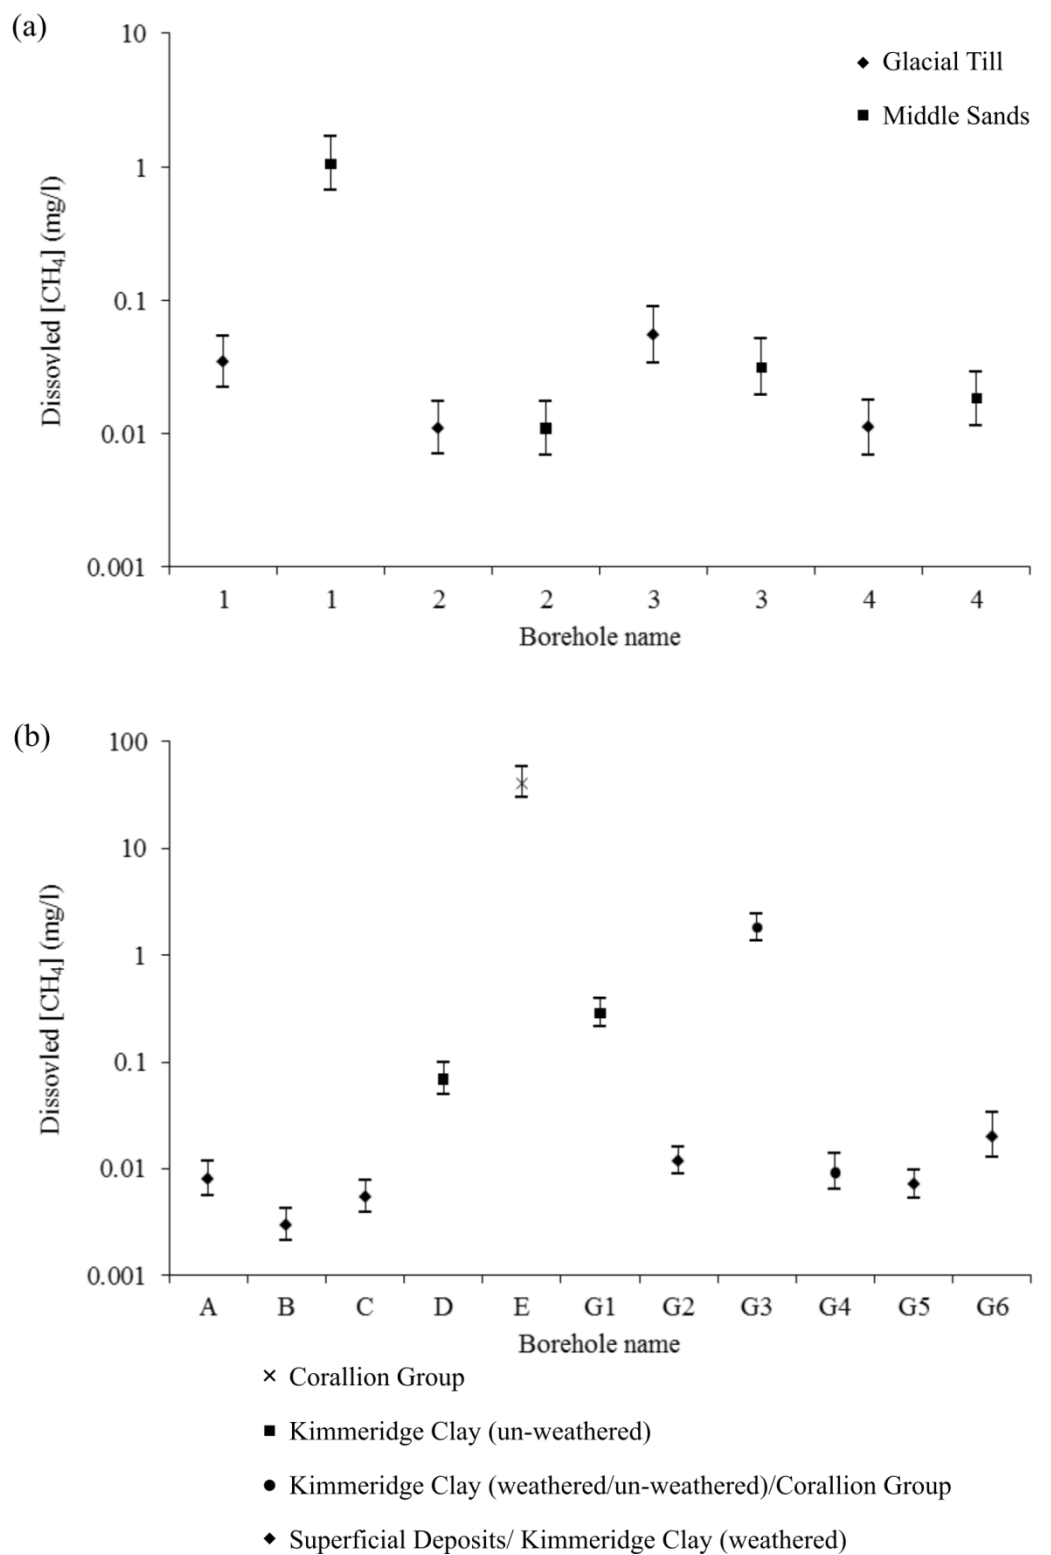 (a)
10
1
0.1
0.01
0.001
Dissovled [CH₄] (mg/l)
Glacial Till
Middle Sands
1 1 2 2 3 3 4 4
Borehole name
(b)
100
10
1
0.1
0.01
0.001
Dissovled [CH₄] (mg/l)
A B C D E G1 G2 G3 G4 G5 G6
Borehole name
Corallion Group
Kimmeridge Clay (un-weathered)
Kimmeridge Clay (weathered/un-weathered)/Corallion Group
Superficial Deposits/ Kimmeridge Clay (weathered)